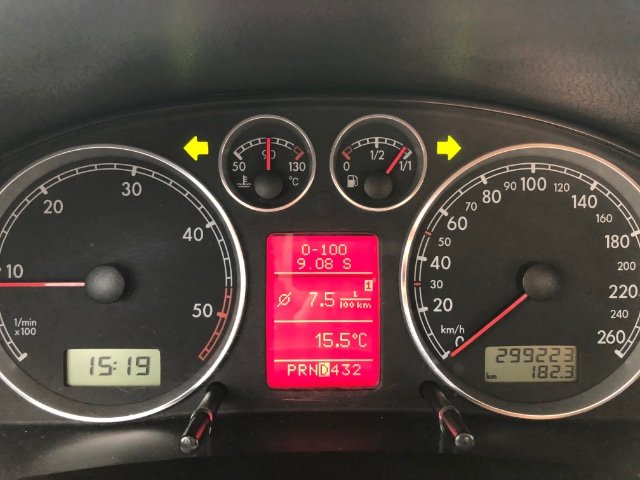 50 90 130
°C
0 1/2 1/1
10 20 30 40 50
1/min
x100
15:19
0-100
9.08 S
1
Ø 7.5 L/100 km
15.5°C
PRND432
0 20 30 40 50 60 80 100 120 140 160 180 200 220 240 260
km/h
299223
km 182.3